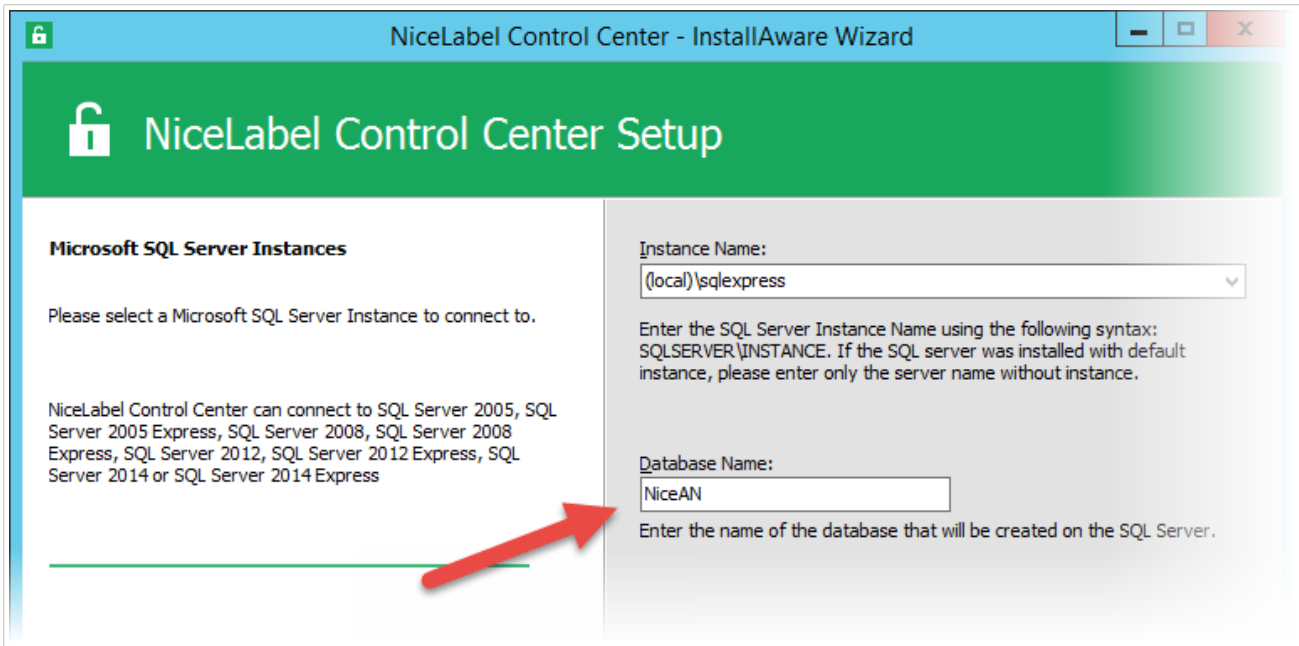 NiceLabel Control Center - InstallAware Wizard
NiceLabel Control Center Setup
Microsoft SQL Server Instances
Please select a Microsoft SQL Server Instance to connect to.
NiceLabel Control Center can connect to SQL Server 2005, SQL
Server 2005 Express, SQL Server 2008, SQL Server 2008
Express, SQL Server 2012, SQL Server 2012 Express, SQL
Server 2014 or SQL Server 2014 Express
Instance Name:
(local)\sqlexpress
Enter the SQL Server Instance Name using the following syntax:
SQLSERVER\INSTANCE. If the SQL server was installed with default
instance, please enter only the server name without instance.
Database Name:
NiceAN
Enter the name of the database that will be created on the SQL Server.